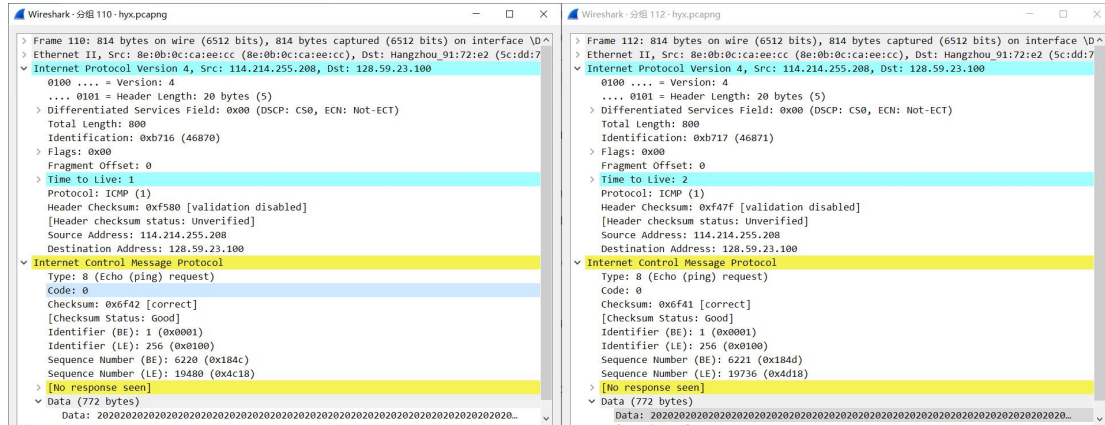 Wireshark · 分组 110 · hyx.pcapng
Frame 110: 814 bytes on wire (6512 bits), 814 bytes captured (6512 bits) on interface \D
Ethernet II, Src: 8e:0b:0c:ca:ee:cc (8e:0b:0c:ca:ee:cc), Dst: Hangzhou_91:72:e2 (5c:dd:7
Internet Protocol Version 4, Src: 114.214.255.208, Dst: 128.59.23.100
0100 .... = Version: 4
.... 0101 = Header Length: 20 bytes (5)
Differentiated Services Field: 0x00 (DSCP: CS0, ECN: Not-ECT)
Total Length: 800
Identification: 0xb716 (46870)
Flags: 0x00
Fragment Offset: 0
Time to Live: 1
Protocol: ICMP (1)
Header Checksum: 0xf580 [validation disabled]
[Header checksum status: Unverified]
Source Address: 114.214.255.208
Destination Address: 128.59.23.100
Internet Control Message Protocol
Type: 8 (Echo (ping) request)
Code: 0
Checksum: 0x6f42 [correct]
[Checksum Status: Good]
Identifier (BE): 1 (0x0001)
Identifier (LE): 256 (0x0100)
Sequence Number (BE): 6220 (0x184c)
Sequence Number (LE): 19480 (0x4c18)
[No response seen]
Data (772 bytes)
Data: 2020202020202020202020202020202020202020202020202020202020202020202020…
Wireshark · 分组 112 · hyx.pcapng
Frame 112: 814 bytes on wire (6512 bits), 814 bytes captured (6512 bits) on interface \D
Ethernet II, Src: 8e:0b:0c:ca:ee:cc (8e:0b:0c:ca:ee:cc), Dst: Hangzhou_91:72:e2 (5c:dd:7
Internet Protocol Version 4, Src: 114.214.255.208, Dst: 128.59.23.100
0100 .... = Version: 4
.... 0101 = Header Length: 20 bytes (5)
Differentiated Services Field: 0x00 (DSCP: CS0, ECN: Not-ECT)
Total Length: 800
Identification: 0xb717 (46871)
Flags: 0x00
Fragment Offset: 0
Time to Live: 2
Protocol: ICMP (1)
Header Checksum: 0xf47f [validation disabled]
[Header checksum status: Unverified]
Source Address: 114.214.255.208
Destination Address: 128.59.23.100
Internet Control Message Protocol
Type: 8 (Echo (ping) request)
Code: 0
Checksum: 0x6f41 [correct]
[Checksum Status: Good]
Identifier (BE): 1 (0x0001)
Identifier (LE): 256 (0x0100)
Sequence Number (BE): 6221 (0x184d)
Sequence Number (LE): 19736 (0x4d18)
[No response seen]
Data (772 bytes)
Data: 2020202020202020202020202020202020202020202020202020202020202020202020…